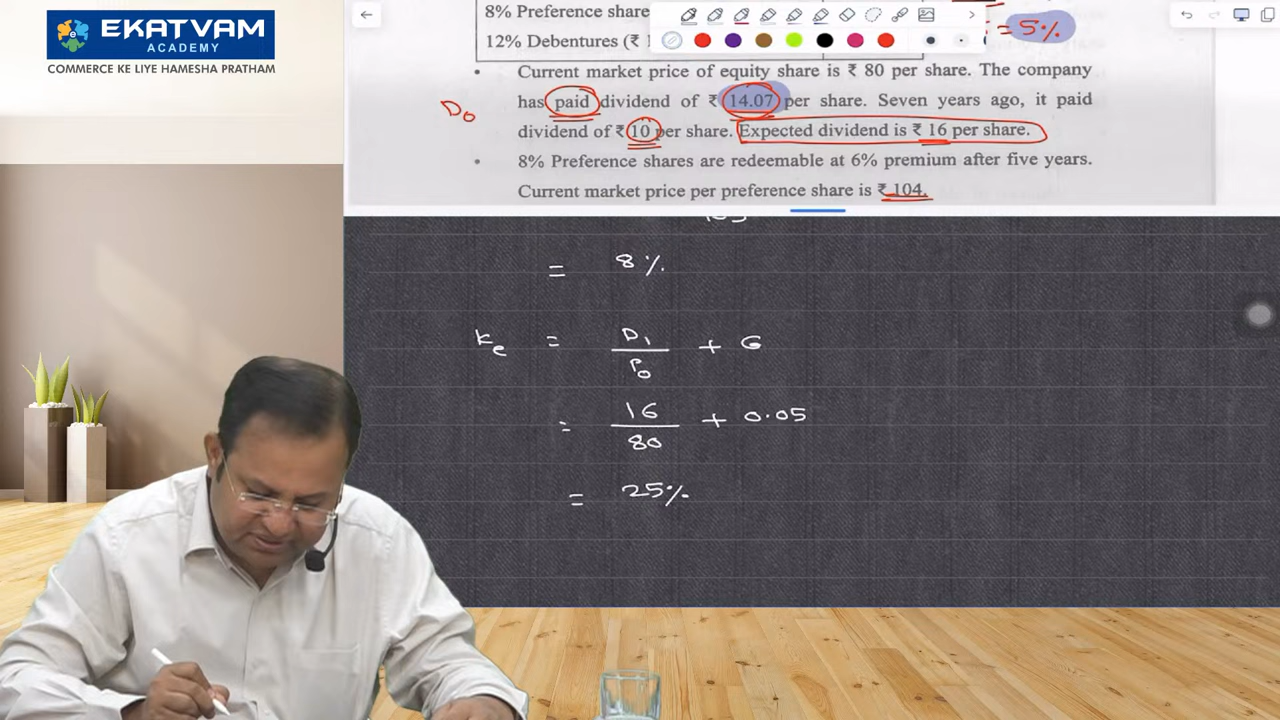 EKATVAM
ACADEMY
COMMERCE KE LIYE HAMESHA PRATHAM
8% Preference share
= 5%
12% Debentures (₹
• Current market price of equity share is ₹ 80 per share. The company
has paid dividend of ₹ 14.07 per share. Seven years ago, it paid
D₀
dividend of ₹ 10 per share. Expected dividend is ₹ 16 per share.
• 8% Preference shares are redeemable at 6% premium after five years.
Current market price per preference share is ₹ 104.
= 8%
Ke = D₁ / P₀ + G
= 16 / 80 + 0.05
= 25%